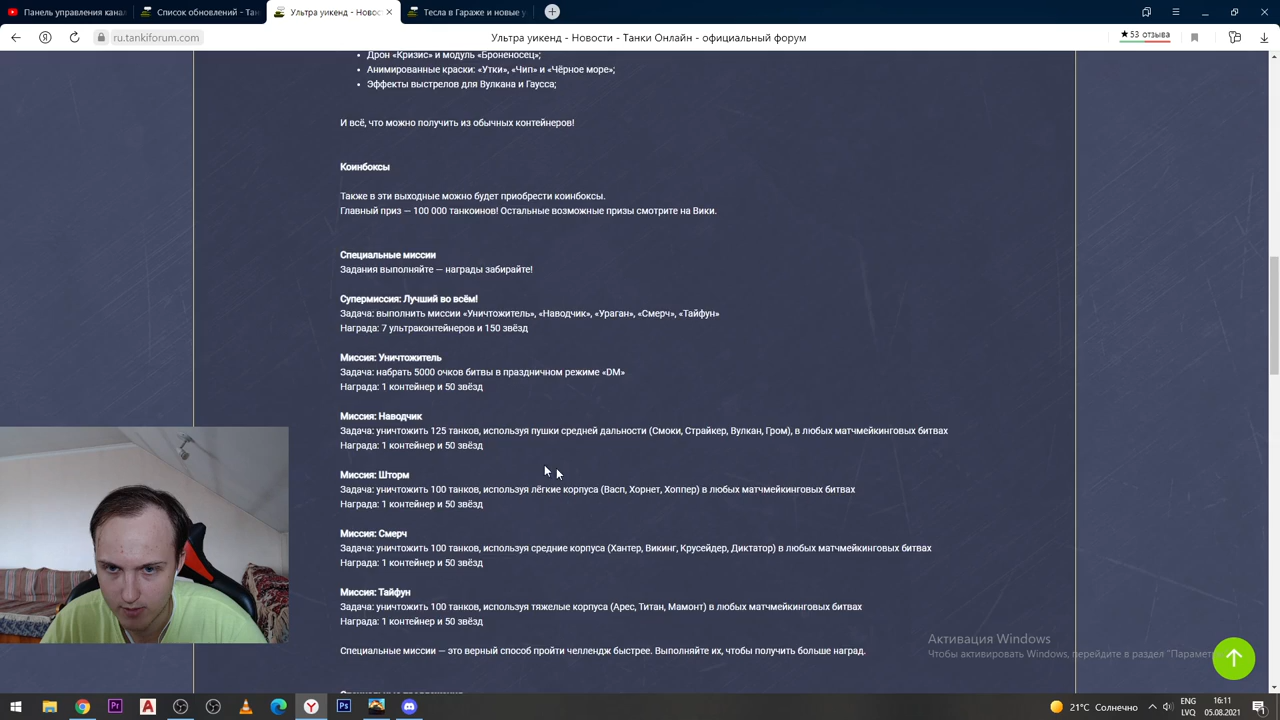 Панель управления канал
Список обновлений - Тан
Ультра уикенд - Новос
Тесла в Гараже и новые у
ru.tankiforum.com
Ультра уикенд - Новости - Танки Онлайн - официальный форум
★53 отзыва
Дрон «Кризис» и модуль «Броненосец»;
Анимированные краски: «Утки», «Чип» и «Чёрное море»;
Эффекты выстрелов для Вулкана и Гаусса;
И всё, что можно получить из обычных контейнеров!
Коинбоксы
Также в эти выходные можно будет приобрести коинбоксы.
Главный приз — 100 000 танкоинов! Остальные возможные призы смотрите на Вики.
Специальные миссии
Задания выполняйте — награды забирайте!
Супермиссия: Лучший во всём!
Задача: выполнить миссии «Уничтожитель», «Наводчик», «Ураган», «Смерч», «Тайфун»
Награда: 7 ультраконтейнеров и 150 звёзд
Миссия: Уничтожитель
Задача: набрать 5000 очков битвы в праздничном режиме «DM»
Награда: 1 контейнер и 50 звёзд
Миссия: Наводчик
Задача: уничтожить 125 танков, используя пушки средней дальности (Смоки, Страйкер, Вулкан, Гром), в любых матчмейкинговых битвах
Награда: 1 контейнер и 50 звёзд
Миссия: Шторм
Задача: уничтожить 100 танков, используя лёгкие корпуса (Васп, Хорнет, Хоппер) в любых матчмейкинговых битвах
Награда: 1 контейнер и 50 звёзд
Миссия: Смерч
Задача: уничтожить 100 танков, используя средние корпуса (Хантер, Викинг, Крусейдер, Диктатор) в любых матчмейкинговых битвах
Награда: 1 контейнер и 50 звёзд
Миссия: Тайфун
Задача: уничтожить 100 танков, используя тяжелые корпуса (Арес, Титан, Мамонт) в любых матчмейкинговых битвах
Награда: 1 контейнер и 50 звёзд
Специальные миссии — это верный способ пройти челлендж быстрее. Выполняйте их, чтобы получить больше наград.
Активация Windows
Чтобы активировать Windows, перейдите в раздел "Парамет
21°C Солнечно
ENG
LVQ
16:11
05.08.2021